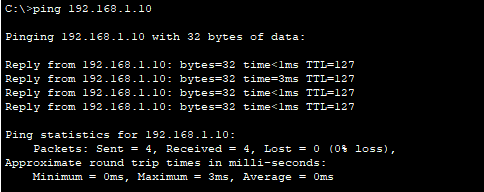 C:\>ping 192.168.1.10
Pinging 192.168.1.10 with 32 bytes of data:
Reply from 192.168.1.10: bytes=32 time<1ms TTL=127
Reply from 192.168.1.10: bytes=32 time=3ms TTL=127
Reply from 192.168.1.10: bytes=32 time<1ms TTL=127
Reply from 192.168.1.10: bytes=32 time<1ms TTL=127
Ping statistics for 192.168.1.10:
Packets: Sent = 4, Received = 4, Lost = 0 (0% loss),
Approximate round trip times in milli-seconds:
Minimum = 0ms, Maximum = 3ms, Average = 0ms